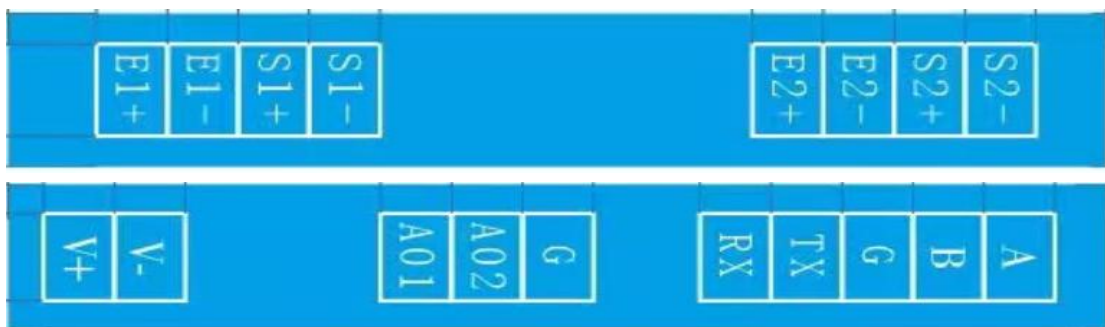 E1+ E1- S1+ S1- E2+ E2- S2+ S2-
V+ V- A01 A02 G RX TX G B A